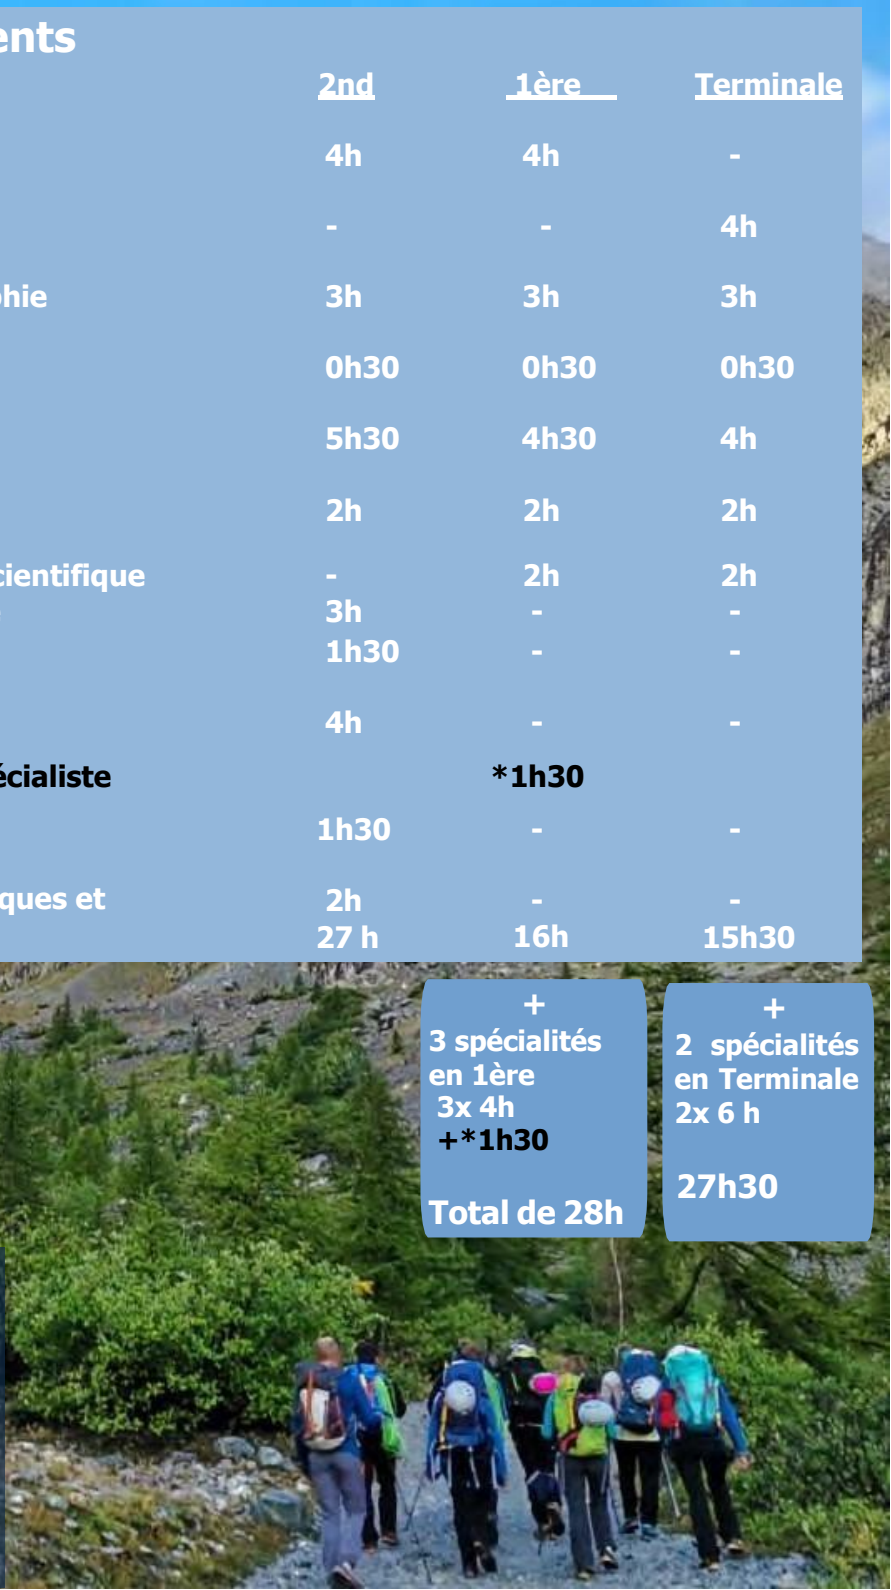 ents
2nd 1ère Terminale
4h 4h -
- - 4h
phie 3h 3h 3h
0h30 0h30 0h30
5h30 4h30 4h
2h 2h 2h
cientifique - 2h 2h
3h - -
1h30 - -
4h - -
écialiste *1h30
1h30 - -
iques et 2h - -
27 h 16h 15h30
+
3 spécialités
en 1ère
3x 4h
+*1h30
Total de 28h
+
2 spécialités
en Terminale
2x 6 h
27h30